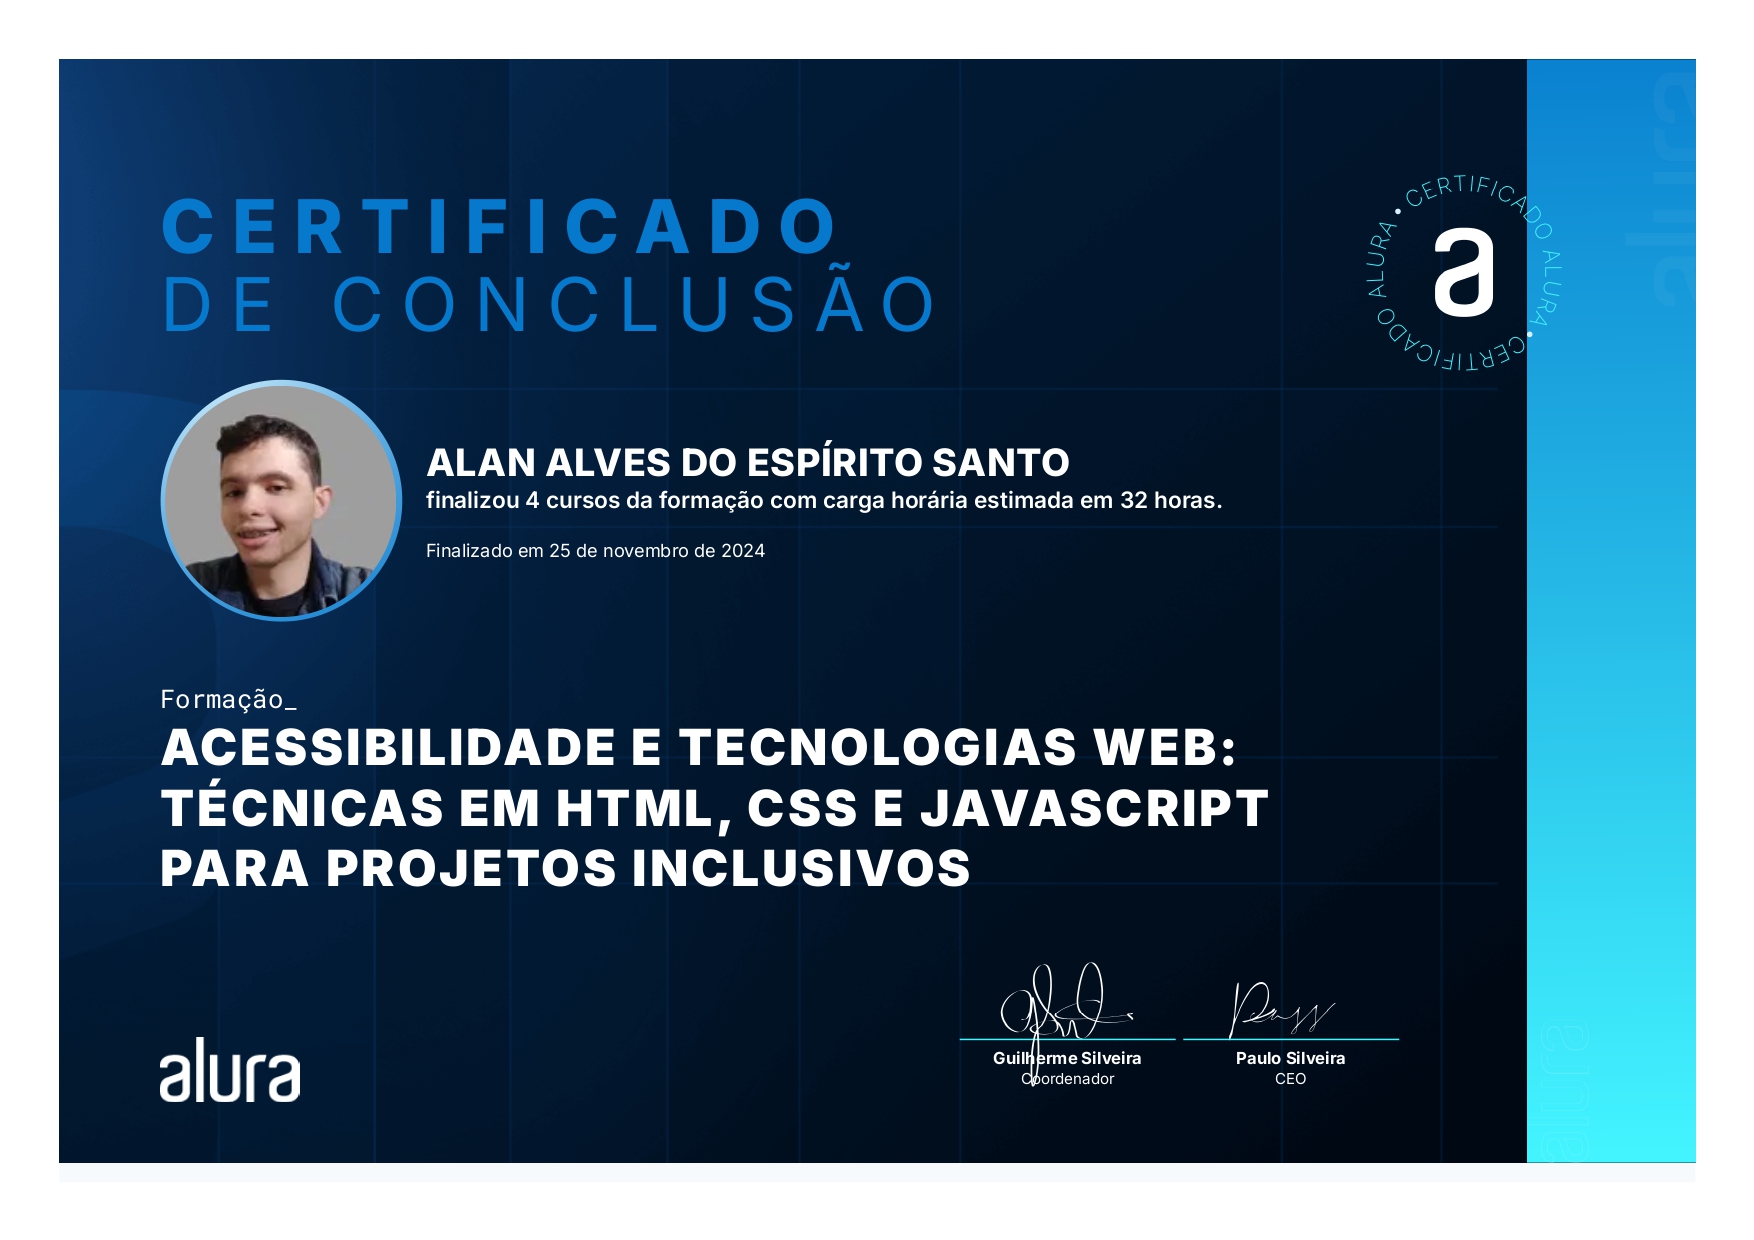 CERTIFICADO
DE CONCLUSÃO
CERTIFICADO ALURA • CERTIFICADO ALURA •
a
alura
ALAN ALVES DO ESPÍRITO SANTO
finalizou 4 cursos da formação com carga horária estimada em 32 horas.
Finalizado em 25 de novembro de 2024
Formação_
ACESSIBILIDADE E TECNOLOGIAS WEB:
TÉCNICAS EM HTML, CSS E JAVASCRIPT
PARA PROJETOS INCLUSIVOS
Guilherme Silveira
Coordenador
Paulo Silveira
CEO
alura
alura